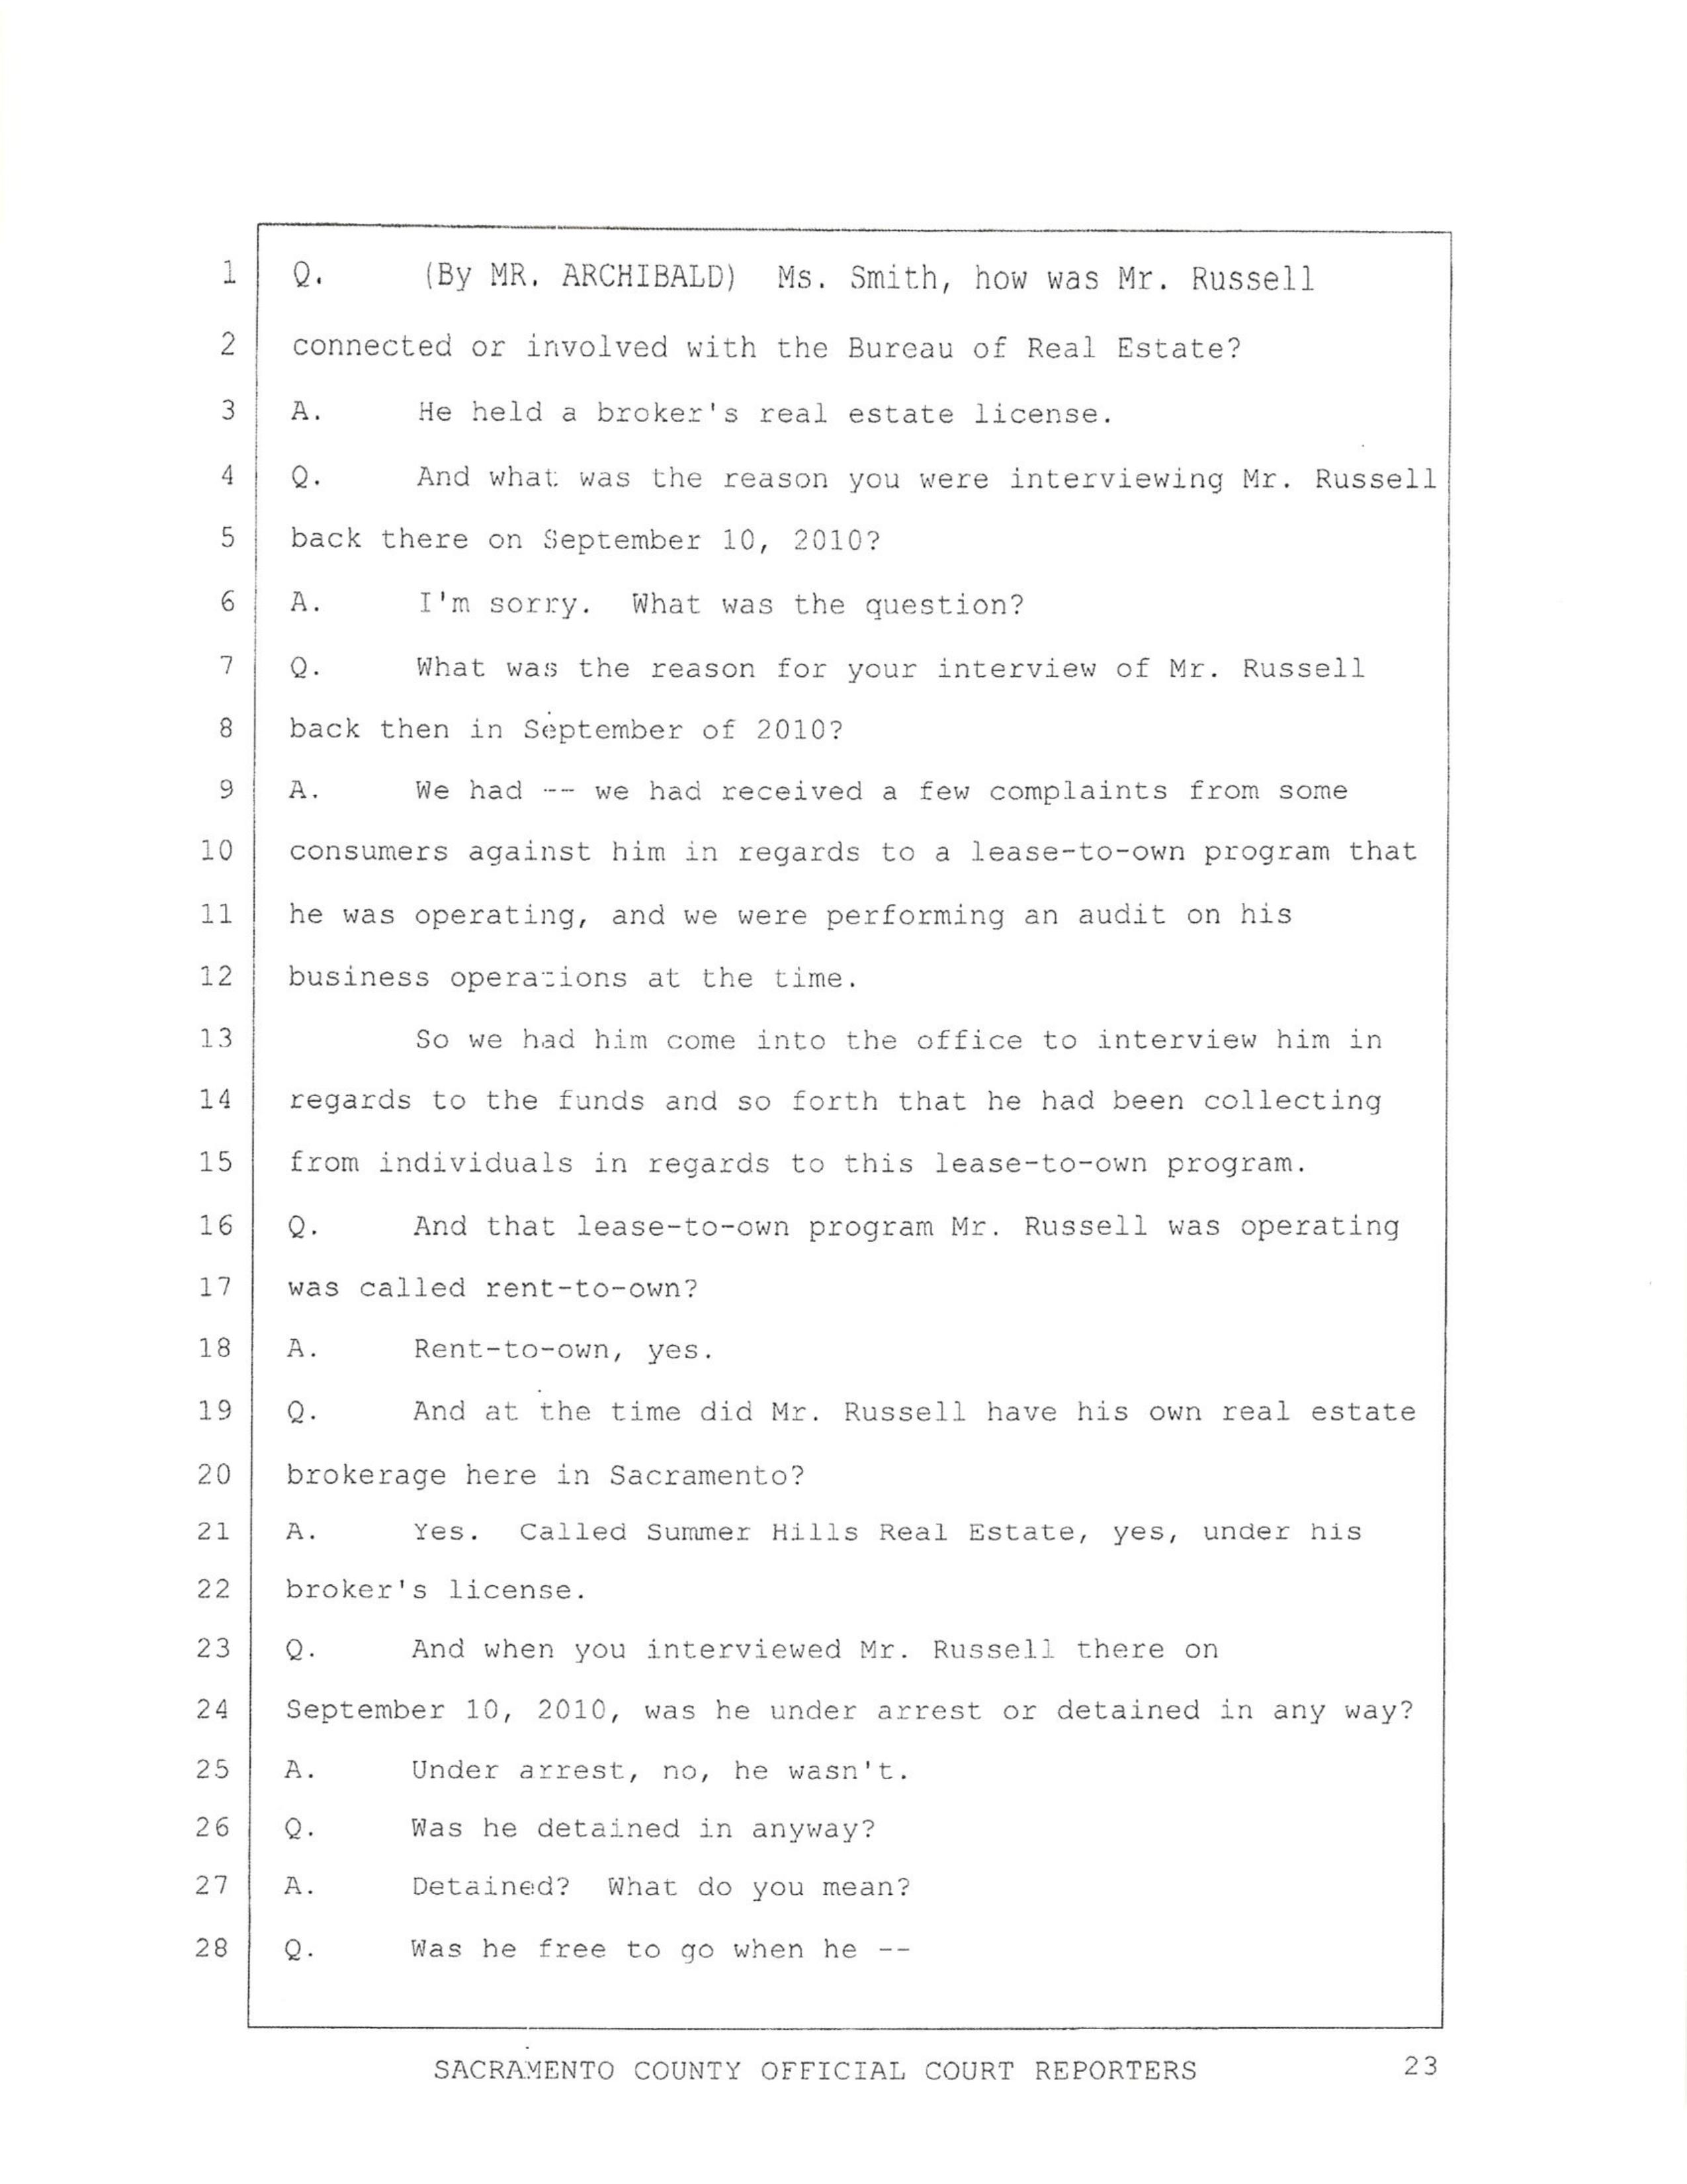 1 Q. (By MR. ARCHIBALD) Ms. Smith, how was Mr. Russell
2 connected or involved with the Bureau of Real Estate?
3 A. He held a broker's real estate license.
4 Q. And what was the reason you were interviewing Mr. Russell
5 back there on September 10, 2010?
6 A. I'm sorry. What was the question?
7 Q. What was the reason for your interview of Mr. Russell
8 back then in September of 2010?
9 A. We had -- we had received a few complaints from some
10 consumers against him in regards to a lease-to-own program that
11 he was operating, and we were performing an audit on his
12 business operations at the time.
13 So we had him come into the office to interview him in
14 regards to the funds and so forth that he had been collecting
15 from individuals in regards to this lease-to-own program.
16 Q. And that lease-to-own program Mr. Russell was operating
17 was called rent-to-own?
18 A. Rent-to-own, yes.
19 Q. And at the time did Mr. Russell have his own real estate
20 brokerage here in Sacramento?
21 A. Yes. Called Summer Hills Real Estate, yes, under his
22 broker's license.
23 Q. And when you interviewed Mr. Russell there on
24 September 10, 2010, was he under arrest or detained in any way?
25 A. Under arrest, no, he wasn't.
26 Q. Was he detained in anyway?
27 A. Detained? What do you mean?
28 Q. Was he free to go when he --
SACRAMENTO COUNTY OFFICIAL COURT REPORTERS 23